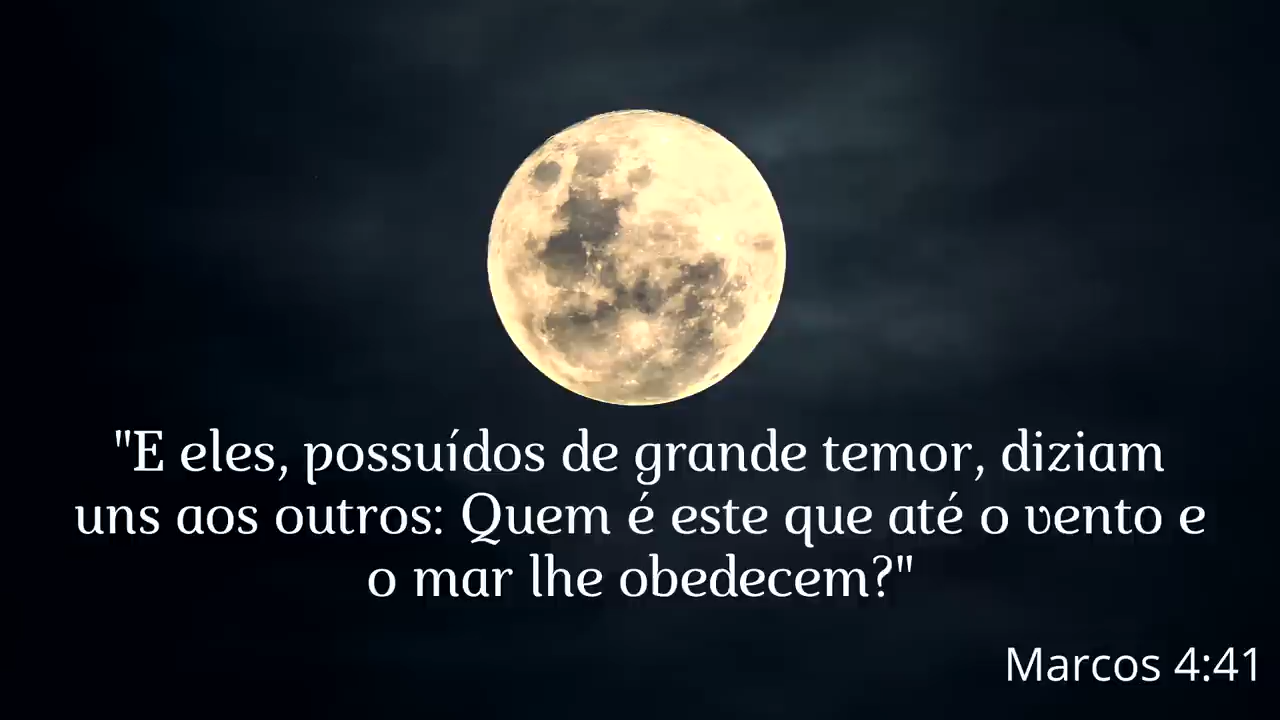 "E eles, possuídos de grande temor, diziam
uns aos outros: Quem é este que até o vento e
o mar lhe obedecem?"
Marcos 4:41